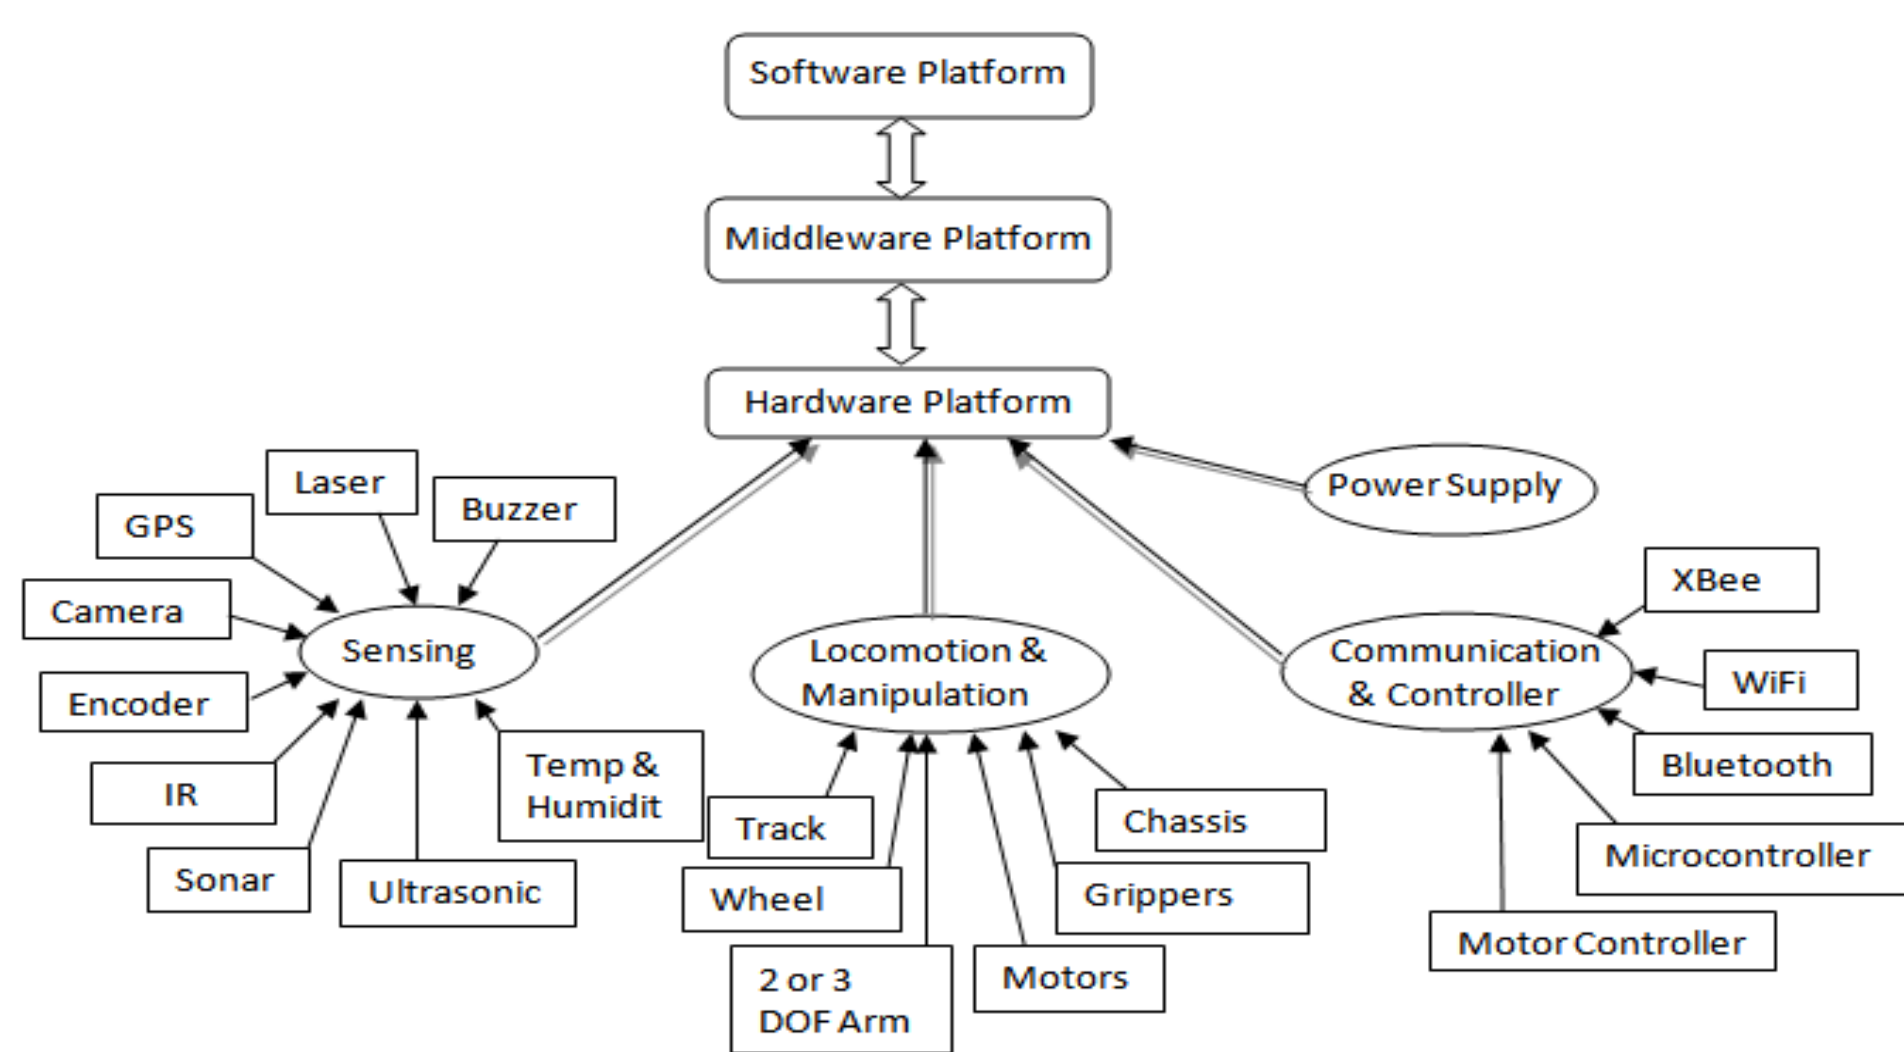 Software Platform
Middleware Platform
Hardware Platform
Laser
Buzzer
GPS
Power Supply
Camera
XBee
Sensing
Locomotion &
Manipulation
Communication
& Controller
WiFi
Encoder
IR
Temp &
Humidit
Bluetooth
Track
Chassis
Sonar
Ultrasonic
Microcontroller
Wheel
Grippers
Motor Controller
2 or 3
DOF Arm
Motors